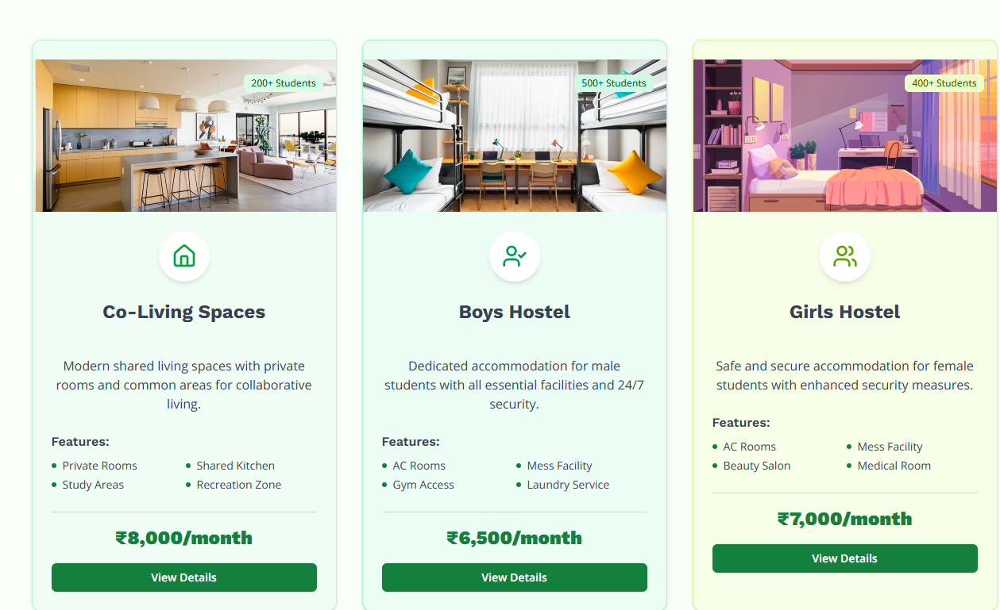 200+ Students
Co-Living Spaces
Modern shared living spaces with private
rooms and common areas for collaborative
living.
Features:
Private Rooms
Shared Kitchen
Study Areas
Recreation Zone
₹8,000/month
View Details
500+ Students
Boys Hostel
Dedicated accommodation for male
students with all essential facilities and 24/7
security.
Features:
AC Rooms
Mess Facility
Gym Access
Laundry Service
₹6,500/month
View Details
400+ Students
Girls Hostel
Safe and secure accommodation for female
students with enhanced security measures.
Features:
AC Rooms
Mess Facility
Beauty Salon
Medical Room
₹7,000/month
View Details